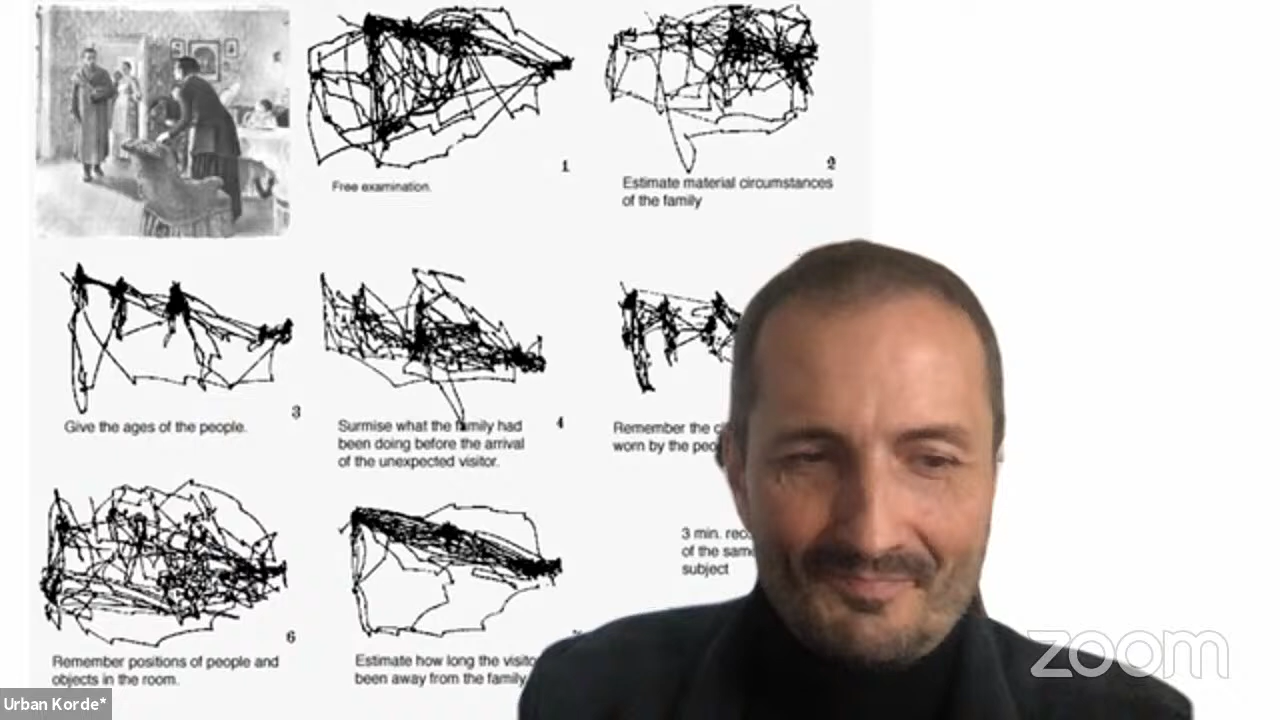 1
2
Free examination.
Estimate material circumstances
of the family
3
4
Give the ages of the people.
Surmise what the family had
been doing before the arrival
of the unexpected visitor.
Remember the
worn by the
3 min.
of the
subject
6
Remember positions of people and
objects in the room.
Estimate how long the
been away from the family
zoom
Urban Korde*